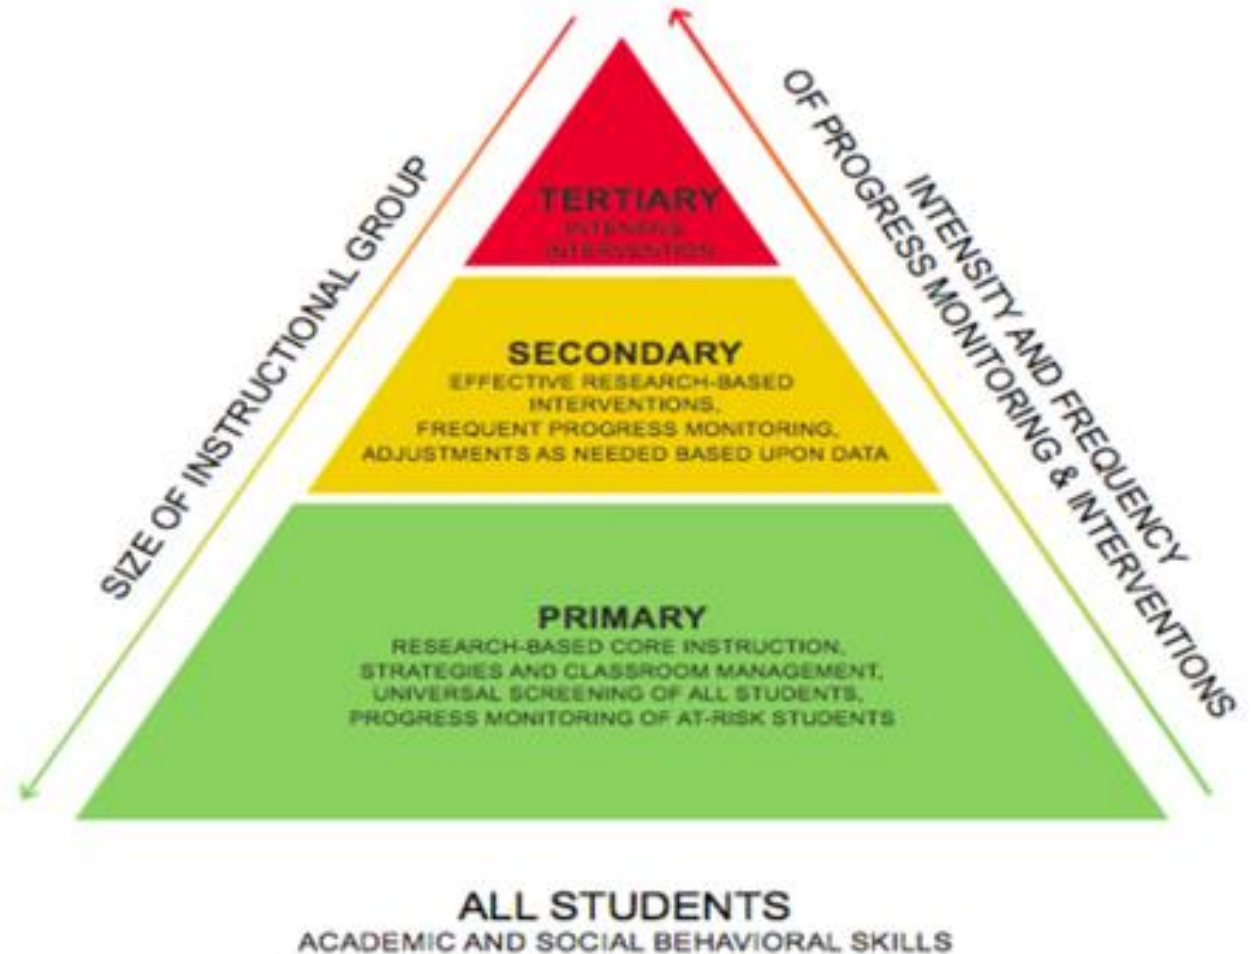 SIZE OF INSTRUCTIONAL GROUP
INTENSITY AND FREQUENCY
OF PROGRESS MONITORING & INTERVENTIONS
TERTIARY
INTENSIVE
INTERVENTION
SECONDARY
EFFECTIVE RESEARCH-BASED
INTERVENTIONS,
FREQUENT PROGRESS MONITORING,
ADJUSTMENTS AS NEEDED BASED UPON DATA
PRIMARY
RESEARCH-BASED CORE INSTRUCTION,
STRATEGIES AND CLASSROOM MANAGEMENT,
UNIVERSAL SCREENING OF ALL STUDENTS,
PROGRESS MONITORING OF AT-RISK STUDENTS
ALL STUDENTS
ACADEMIC AND SOCIAL BEHAVIORAL SKILLS